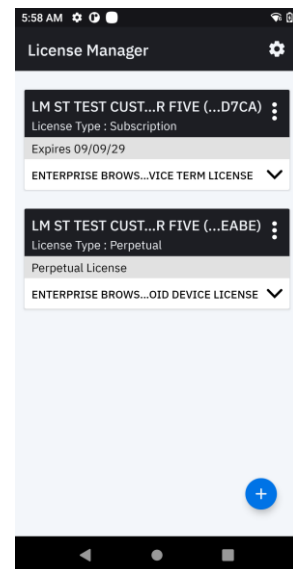 5:58 AM
License Manager
LM ST TEST CUST...R FIVE (...D7CA)
License Type : Subscription
Expires 09/09/29
ENTERPRISE BROWS...VICE TERM LICENSE
LM ST TEST CUST...R FIVE (...EABE)
License Type : Perpetual
Perpetual License
ENTERPRISE BROWS...OID DEVICE LICENSE